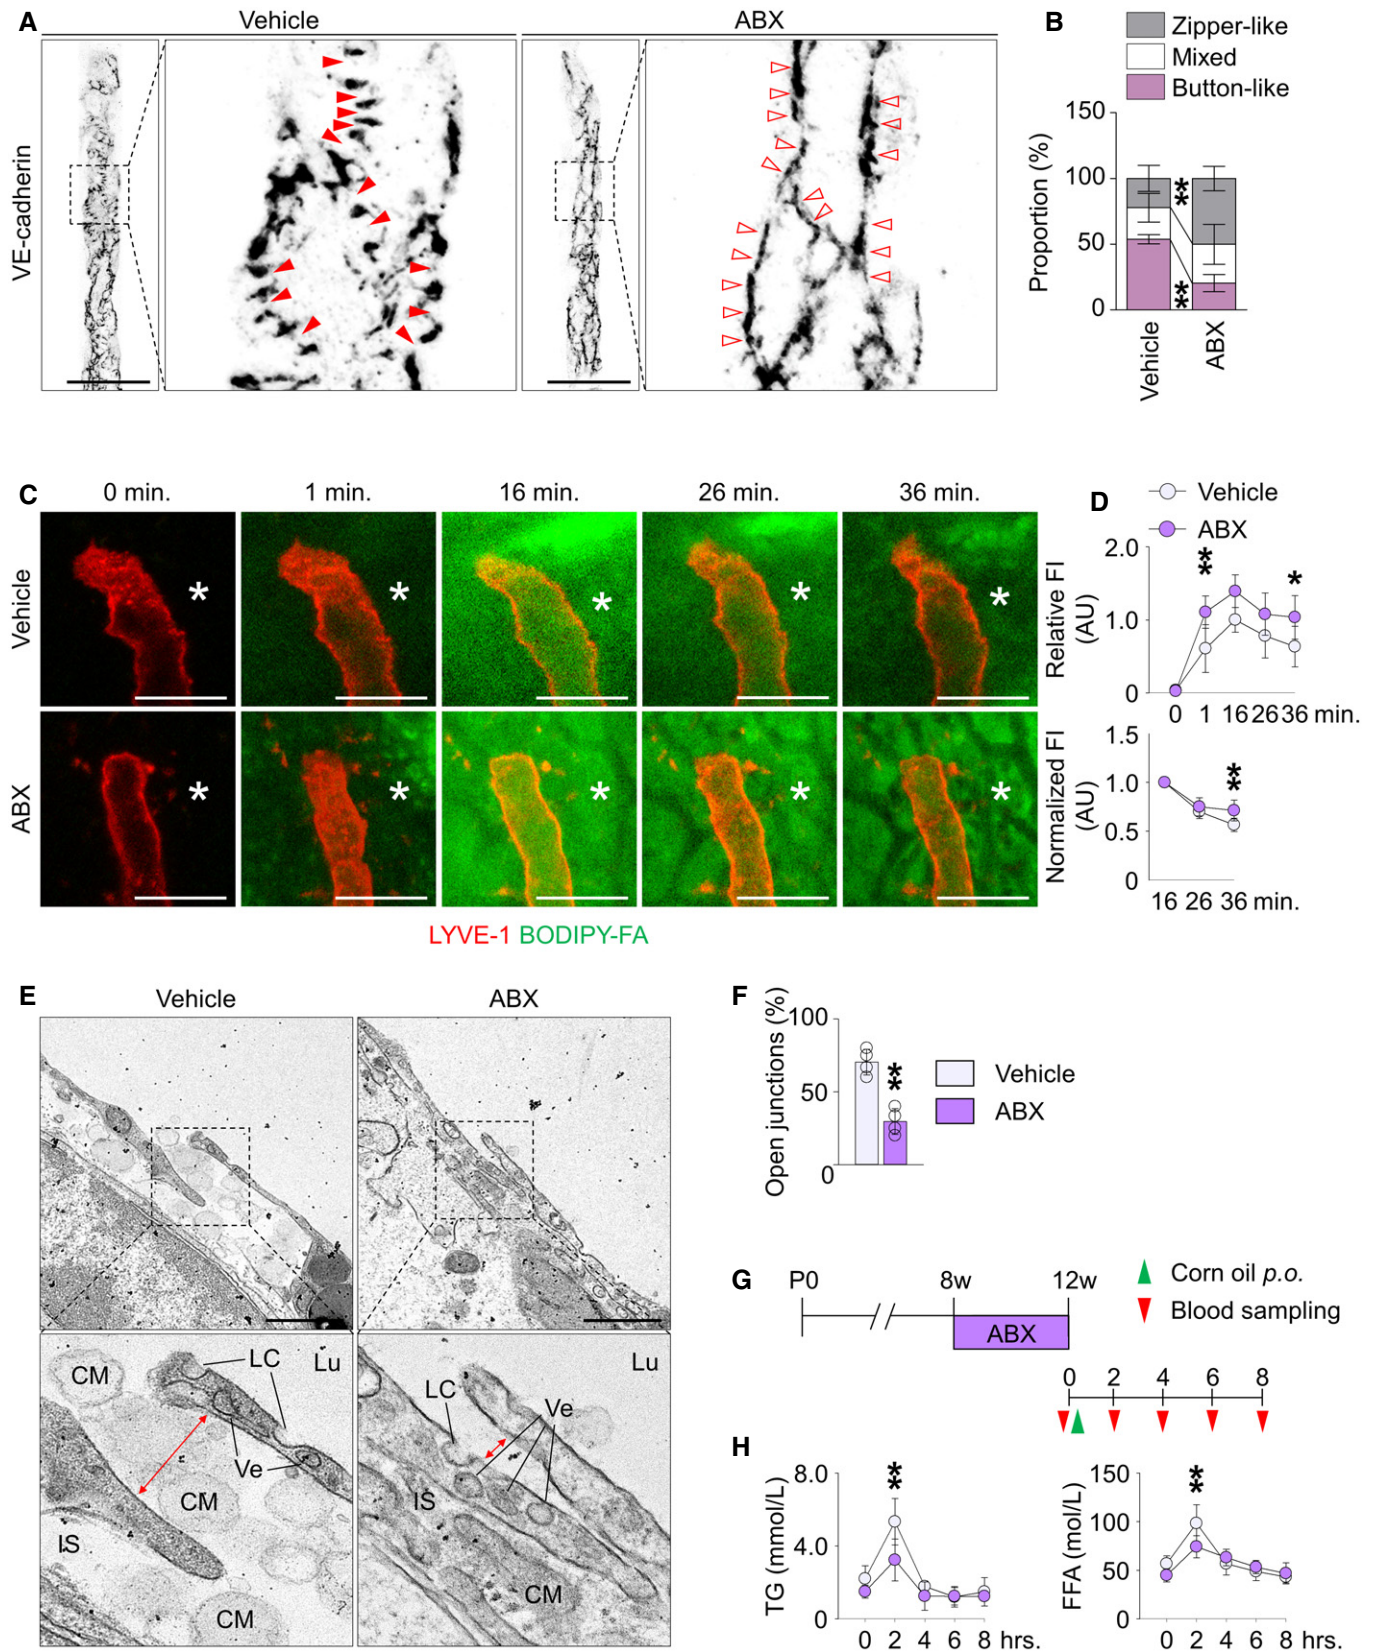 A
Vehicle
ABX
VE-cadherin
B
Zipper-like
Mixed
Button-like
Proportion (%)
150
100
50
0
**
**
Vehicle
ABX
C
0 min.
1 min.
16 min.
26 min.
36 min.
Vehicle
* * * * *
ABX
* * * * *
LYVE-1 BODIPY-FA
D
Vehicle
ABX
Relative FI
(AU)
2.0
1.0
0
**
*
0 1 16 26 36 min.
Normalized FI
(AU)
1.5
1.0
0.5
0
**
16 26 36 min.
E
Vehicle
ABX
CM
LC
Lu
Ve
CM
IS
CM
LC
Lu
Ve
IS
CM
F
Open junctions (%)
100
50
0
**
Vehicle
ABX
G
P0
8w
12w
ABX
Corn oil p.o.
Blood sampling
0 2 4 6 8
H
TG (mmol/L)
8.0
4.0
0
**
0 2 4 6 8 hrs.
FFA (mol/L)
150
100
50
0
**
0 2 4 6 8 hrs.